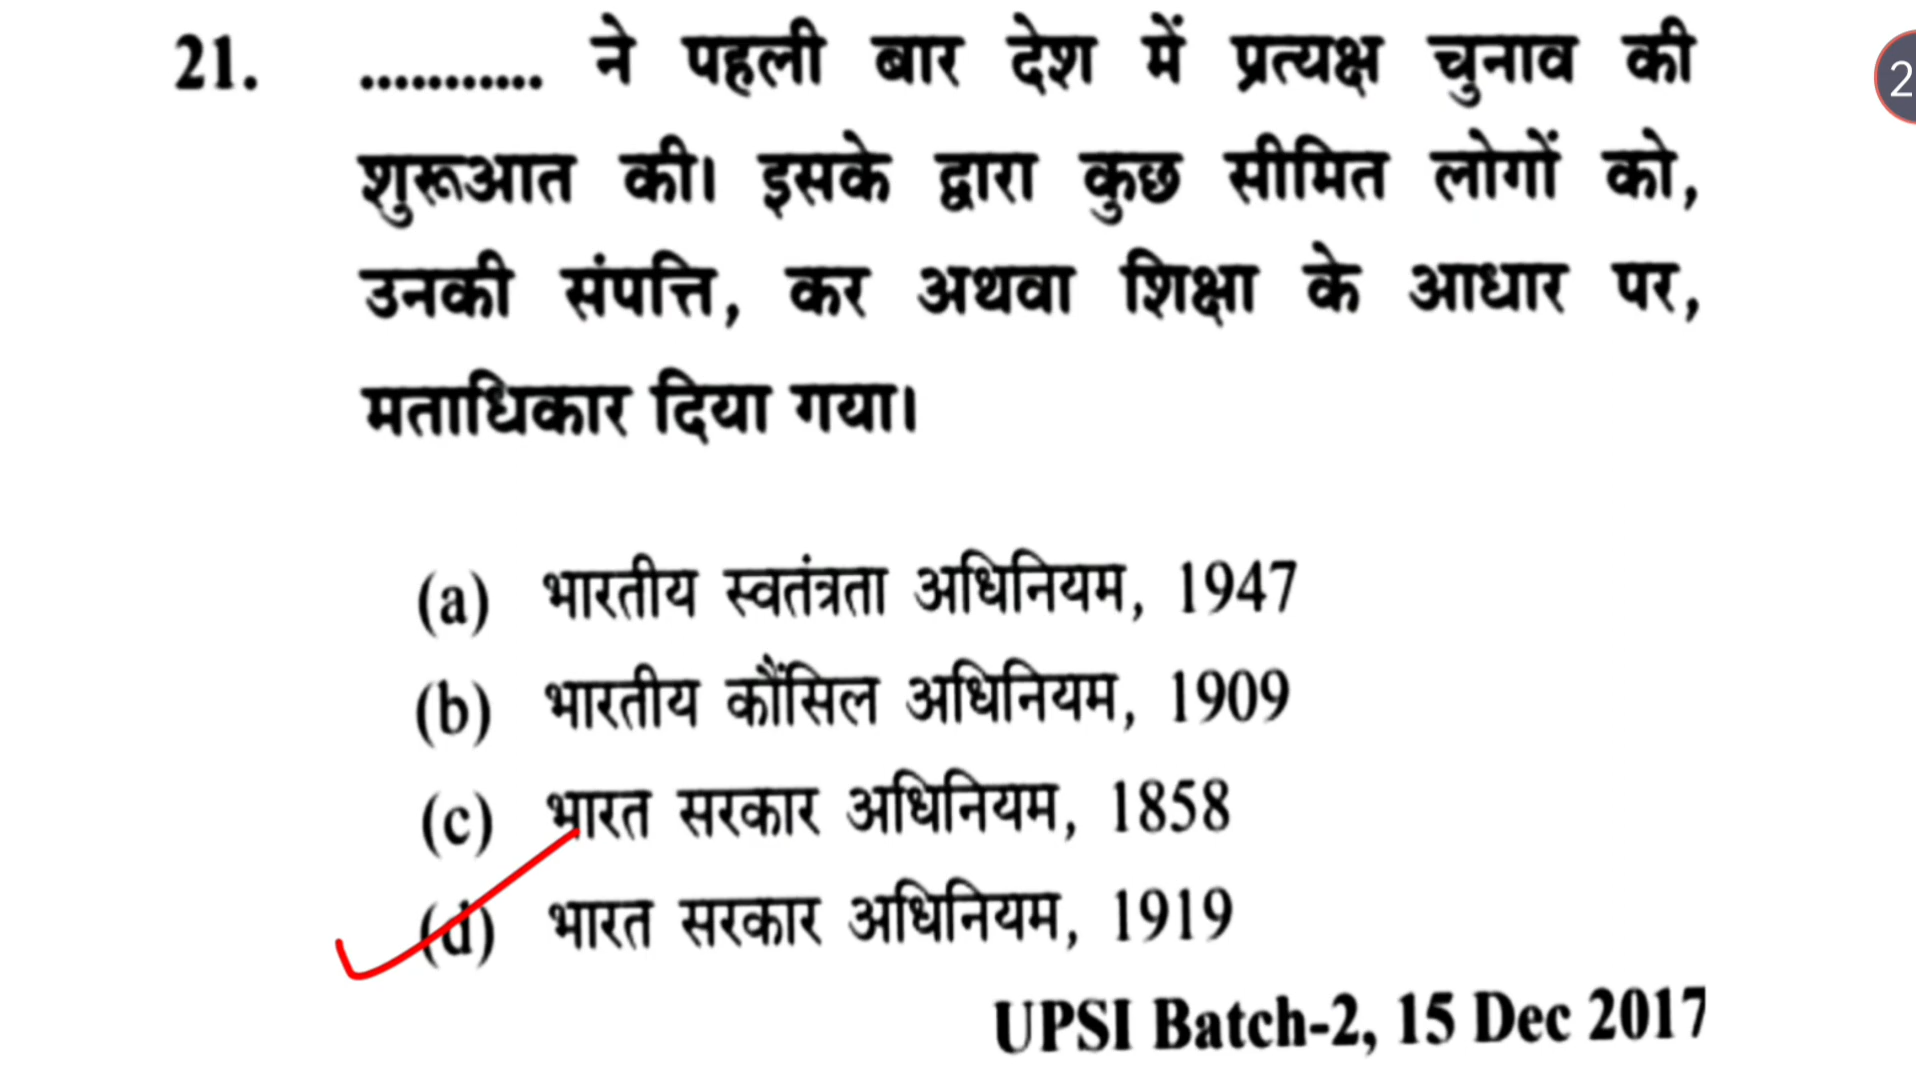 21. ........... ने पहली बार देश में प्रत्यक्ष चुनाव की
शुरूआत की। इसके द्वारा कुछ सीमित लोगों को,
उनकी संपत्ति, कर अथवा शिक्षा के आधार पर,
मताधिकार दिया गया।
(a) भारतीय स्वतंत्रता अधिनियम, 1947
(b) भारतीय कौंसिल अधिनियम, 1909
(c) भारत सरकार अधिनियम, 1858
(d) भारत सरकार अधिनियम, 1919
UPSI Batch-2, 15 Dec 2017
2